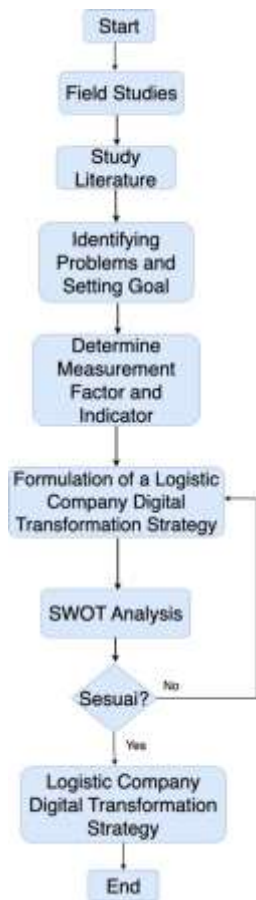 Start
Field Studies
Study
Literature
Identifying
Problems and
Setting Goal
Determine
Measurement
Factor and
Indicator
Formulation of a Logistic
Company Digital
Transformation Strategy
SWOT Analysis
Sesuai?
No
Yes
Logistic Company
Digital Transformation
Strategy
End